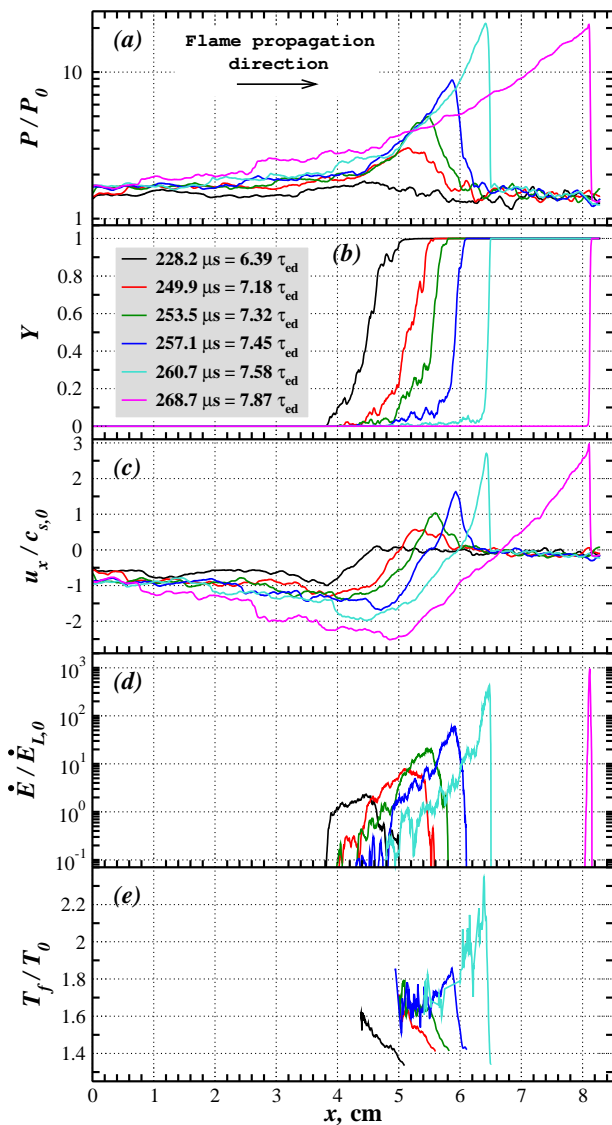 (a)
Flame propagation
direction
P / P0
10
1
(b)
Y
1
0.8
0.6
0.4
0.2
0
228.2 μs = 6.39 τed
249.9 μs = 7.18 τed
253.5 μs = 7.32 τed
257.1 μs = 7.45 τed
260.7 μs = 7.58 τed
268.7 μs = 7.87 τed
(c)
ux / cs,0
3
2
1
0
-1
-2
(d)
Ė / ĖL,0
10³
10²
10¹
10⁰
10⁻¹
(e)
Tf / T0
2.2
2
1.8
1.6
1.4
0 1 2 3 4 5 6 7 8
x, cm